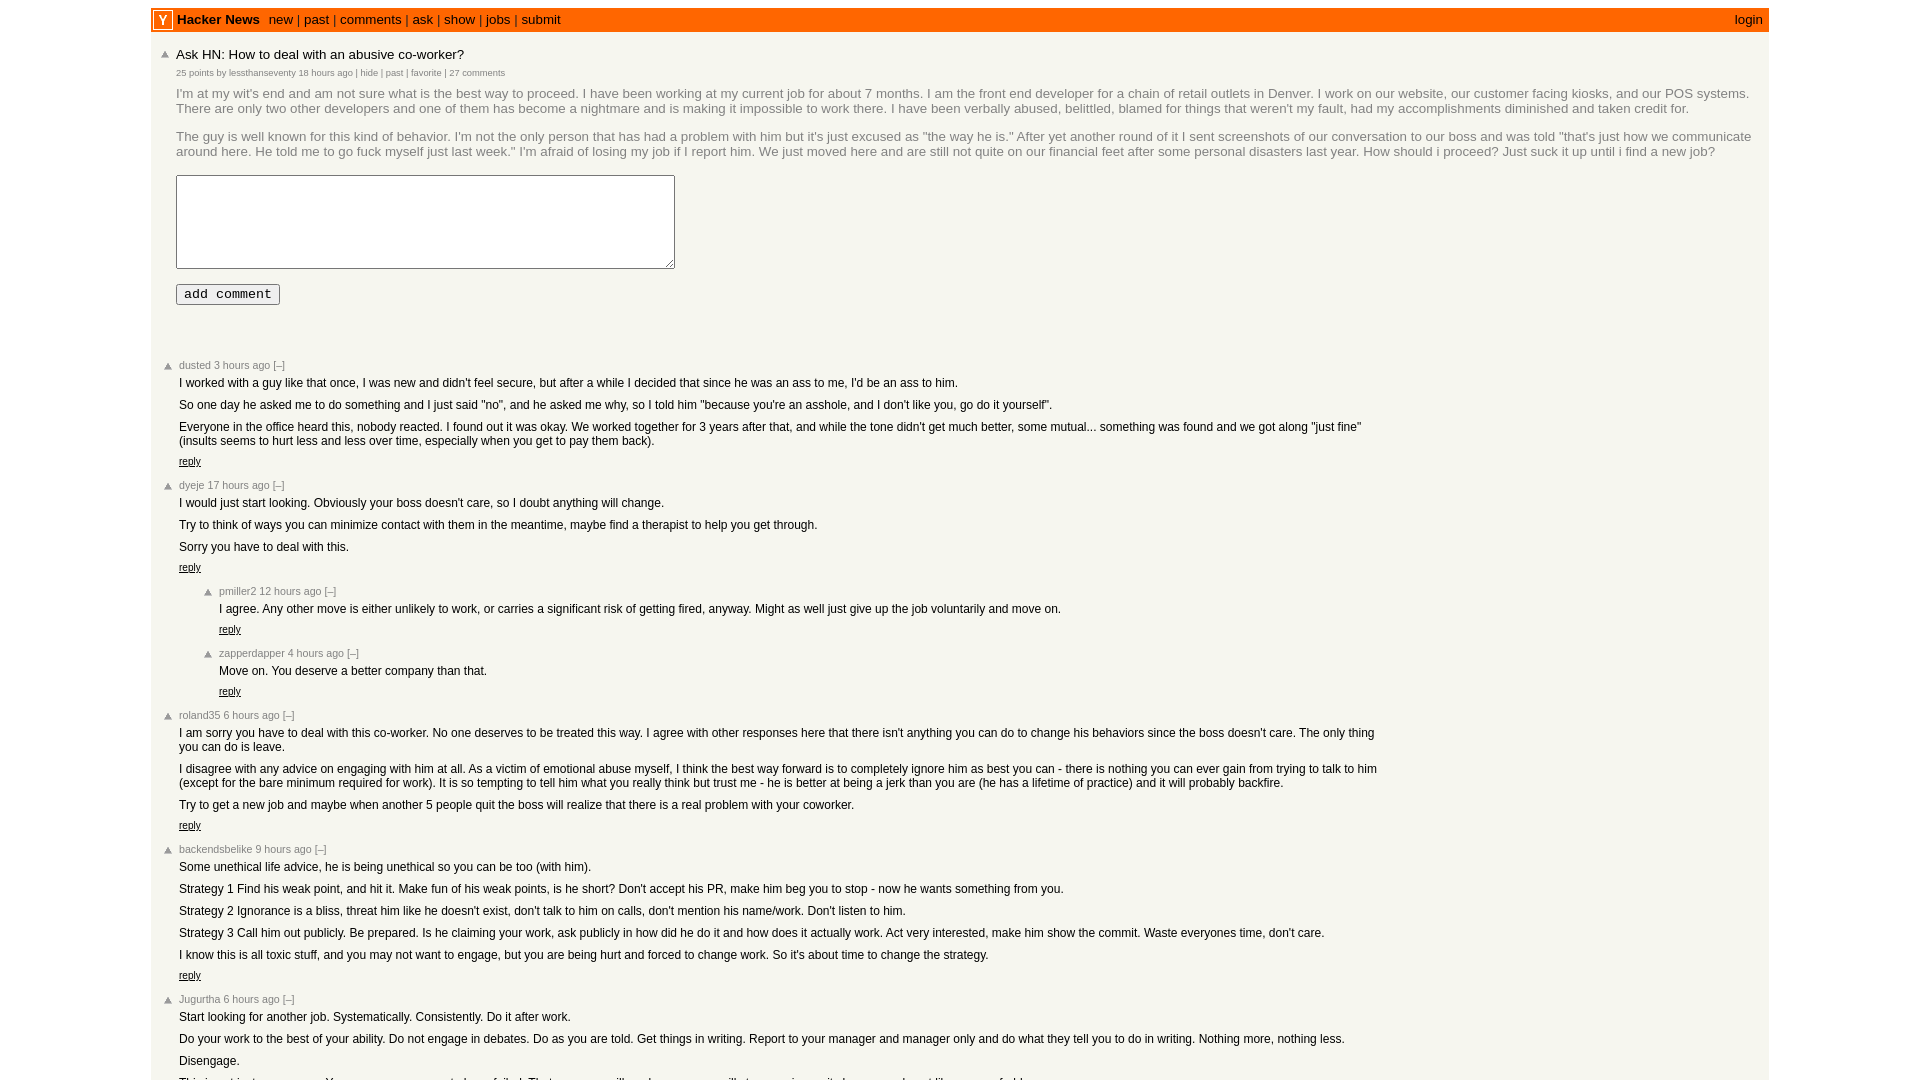 Y Hacker News new | past | comments | ask | show | jobs | submit login
Ask HN: How to deal with an abusive co-worker?
25 points by lessthanseventy 18 hours ago | hide | past | favorite | 27 comments
I'm at my wit's end and am not sure what is the best way to proceed. I have been working at my current job for about 7 months. I am the front end developer for a chain of retail outlets in Denver. I work on our website, our customer facing kiosks, and our POS systems.
There are only two other developers and one of them has become a nightmare and is making it impossible to work there. I have been verbally abused, belittled, blamed for things that weren't my fault, had my accomplishments diminished and taken credit for.
The guy is well known for this kind of behavior. I'm not the only person that has had a problem with him but it's just excused as "the way he is." After yet another round of it I sent screenshots of our conversation to our boss and was told "that's just how we communicate
around here. He told me to go fuck myself just last week." I'm afraid of losing my job if I report him. We just moved here and are still not quite on our financial feet after some personal disasters last year. How should i proceed? Just suck it up until i find a new job?
add comment
dusted 3 hours ago [–]
I worked with a guy like that once, I was new and didn't feel secure, but after a while I decided that since he was an ass to me, I'd be an ass to him.
So one day he asked me to do something and I just said "no", and he asked me why, so I told him "because you're an asshole, and I don't like you, go do it yourself".
Everyone in the office heard this, nobody reacted. I found out it was okay. We worked together for 3 years after that, and while the tone didn't get much better, some mutual... something was found and we got along "just fine"
(insults seems to hurt less and less over time, especially when you get to pay them back).
reply
dyeje 17 hours ago [–]
I would just start looking. Obviously your boss doesn't care, so I doubt anything will change.
Try to think of ways you can minimize contact with them in the meantime, maybe find a therapist to help you get through.
Sorry you have to deal with this.
reply
pmiller2 12 hours ago [–]
I agree. Any other move is either unlikely to work, or carries a significant risk of getting fired, anyway. Might as well just give up the job voluntarily and move on.
reply
zapperdapper 4 hours ago [–]
Move on. You deserve a better company than that.
reply
roland35 6 hours ago [–]
I am sorry you have to deal with this co-worker. No one deserves to be treated this way. I agree with other responses here that there isn't anything you can do to change his behaviors since the boss doesn't care. The only thing
you can do is leave.
I disagree with any advice on engaging with him at all. As a victim of emotional abuse myself, I think the best way forward is to completely ignore him as best you can - there is nothing you can ever gain from trying to talk to him
(except for the bare minimum required for work). It is so tempting to tell him what you really think but trust me - he is better at being a jerk than you are (he has a lifetime of practice) and it will probably backfire.
Try to get a new job and maybe when another 5 people quit the boss will realize that there is a real problem with your coworker.
reply
backendsbelike 9 hours ago [–]
Some unethical life advice, he is being unethical so you can be too (with him).
Strategy 1 Find his weak point, and hit it. Make fun of his weak points, is he short? Don't accept his PR, make him beg you to stop - now he wants something from you.
Strategy 2 Ignorance is a bliss, threat him like he doesn't exist, don't talk to him on calls, don't mention his name/work. Don't listen to him.
Strategy 3 Call him out publicly. Be prepared. Is he claiming your work, ask publicly in how did he do it and how does it actually work. Act very interested, make him show the commit. Waste everyones time, don't care.
I know this is all toxic stuff, and you may not want to engage, but you are being hurt and forced to change work. So it's about time to change the strategy.
reply
Jugurtha 6 hours ago [–]
Start looking for another job. Systematically. Consistently. Do it after work.
Do your work to the best of your ability. Do not engage in debates. Do as you are told. Get things in writing. Report to your manager and manager only and do what they tell you to do in writing. Nothing more, nothing less.
Disengage.